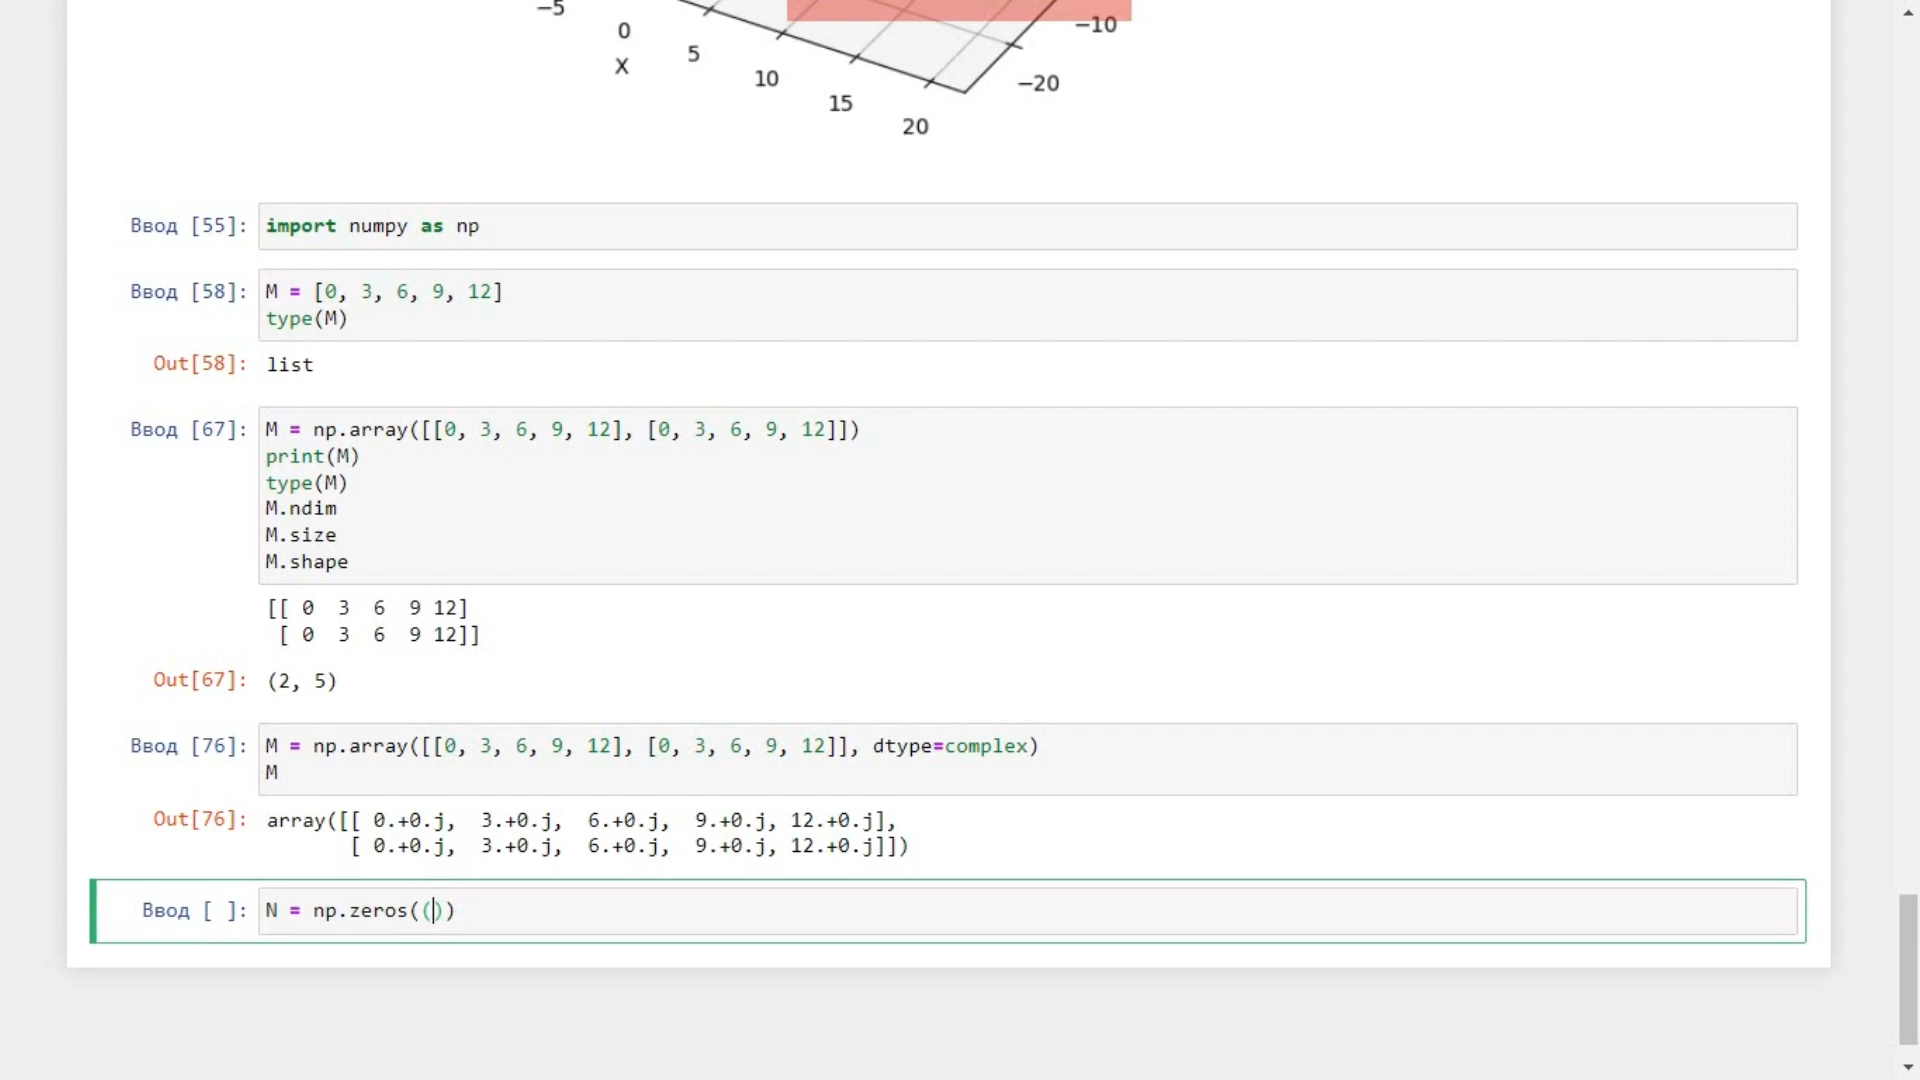 −5
0
X
5
10
15
20
−10
−20
Ввод [55]: import numpy as np
Ввод [58]: M = [0, 3, 6, 9, 12]
type(M)
Out[58]: list
Ввод [67]: M = np.array([[0, 3, 6, 9, 12], [0, 3, 6, 9, 12]])
print(M)
type(M)
M.ndim
M.size
M.shape
[[ 0  3  6  9 12]
 [ 0  3  6  9 12]]
Out[67]: (2, 5)
Ввод [76]: M = np.array([[0, 3, 6, 9, 12], [0, 3, 6, 9, 12]], dtype=complex)
M
Out[76]: array([[ 0.+0.j,  3.+0.j,  6.+0.j,  9.+0.j, 12.+0.j],
       [ 0.+0.j,  3.+0.j,  6.+0.j,  9.+0.j, 12.+0.j]])
Ввод [ ]: N = np.zeros(())